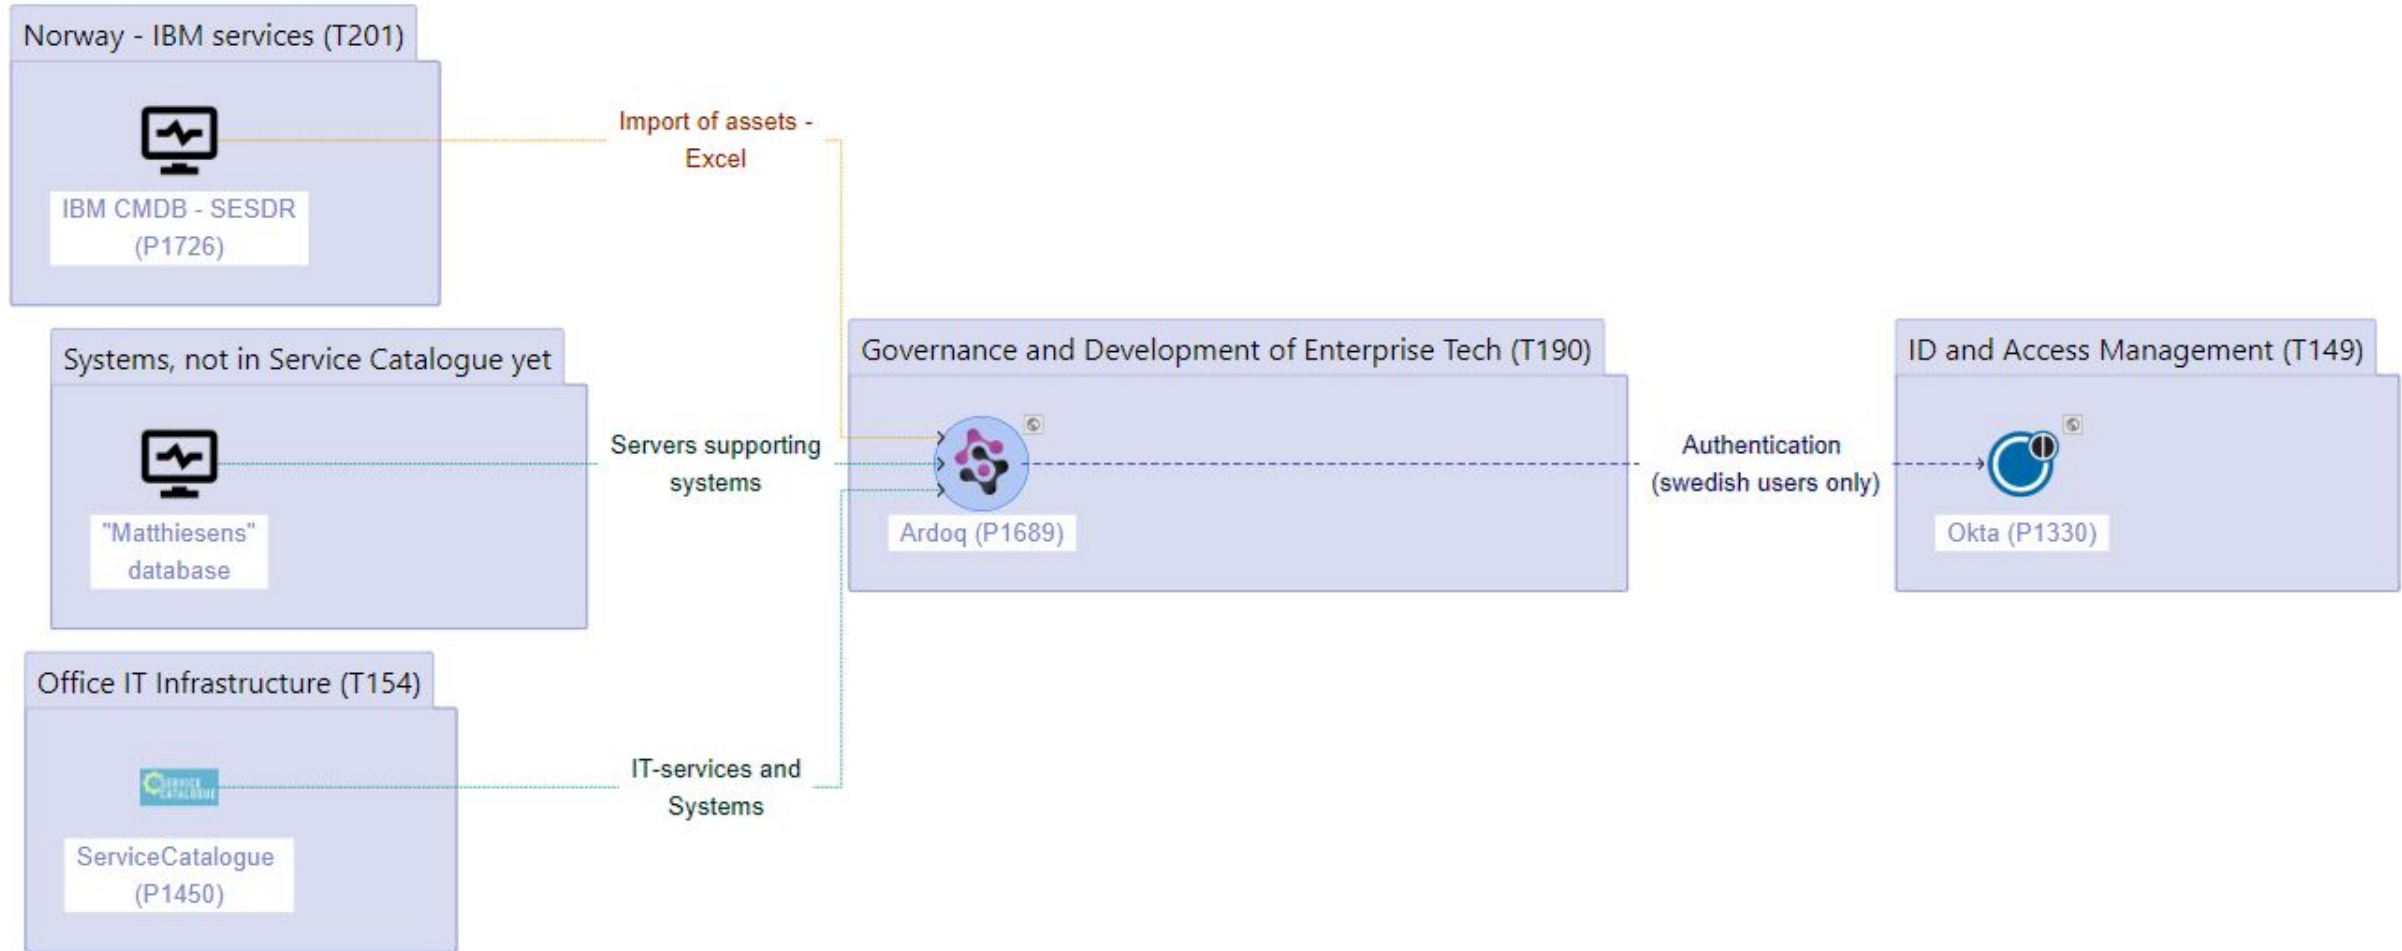 Norway - IBM services (T201)
IBM CMDB - SESDR
(P1726)
Import of assets -
Excel
Systems, not in Service Catalogue yet
"Matthiesens"
database
Servers supporting
systems
Governance and Development of Enterprise Tech (T190)
Ardoq (P1689)
Authentication
(swedish users only)
ID and Access Management (T149)
Okta (P1330)
Office IT Infrastructure (T154)
SERVICE
CATALOGUE
ServiceCatalogue
(P1450)
IT-services and
Systems